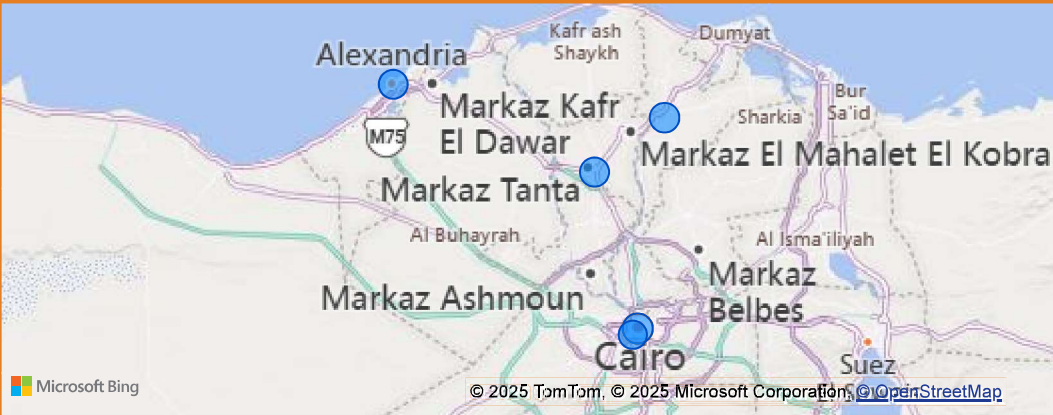 Kafr ash
Shaykh
Dumyat
Alexandria
Bur
Sa'id
Markaz Kafr
El Dawar
Sharkia
M75
Markaz El Mahalet El Kobra
Markaz Tanta
Al Buhayrah
Al Isma'iliyah
Markaz
Belbes
Markaz Ashmoun
Cairo
Suez
Microsoft Bing
© 2025 TomTom, © 2025 Microsoft Corporation, © OpenStreetMap